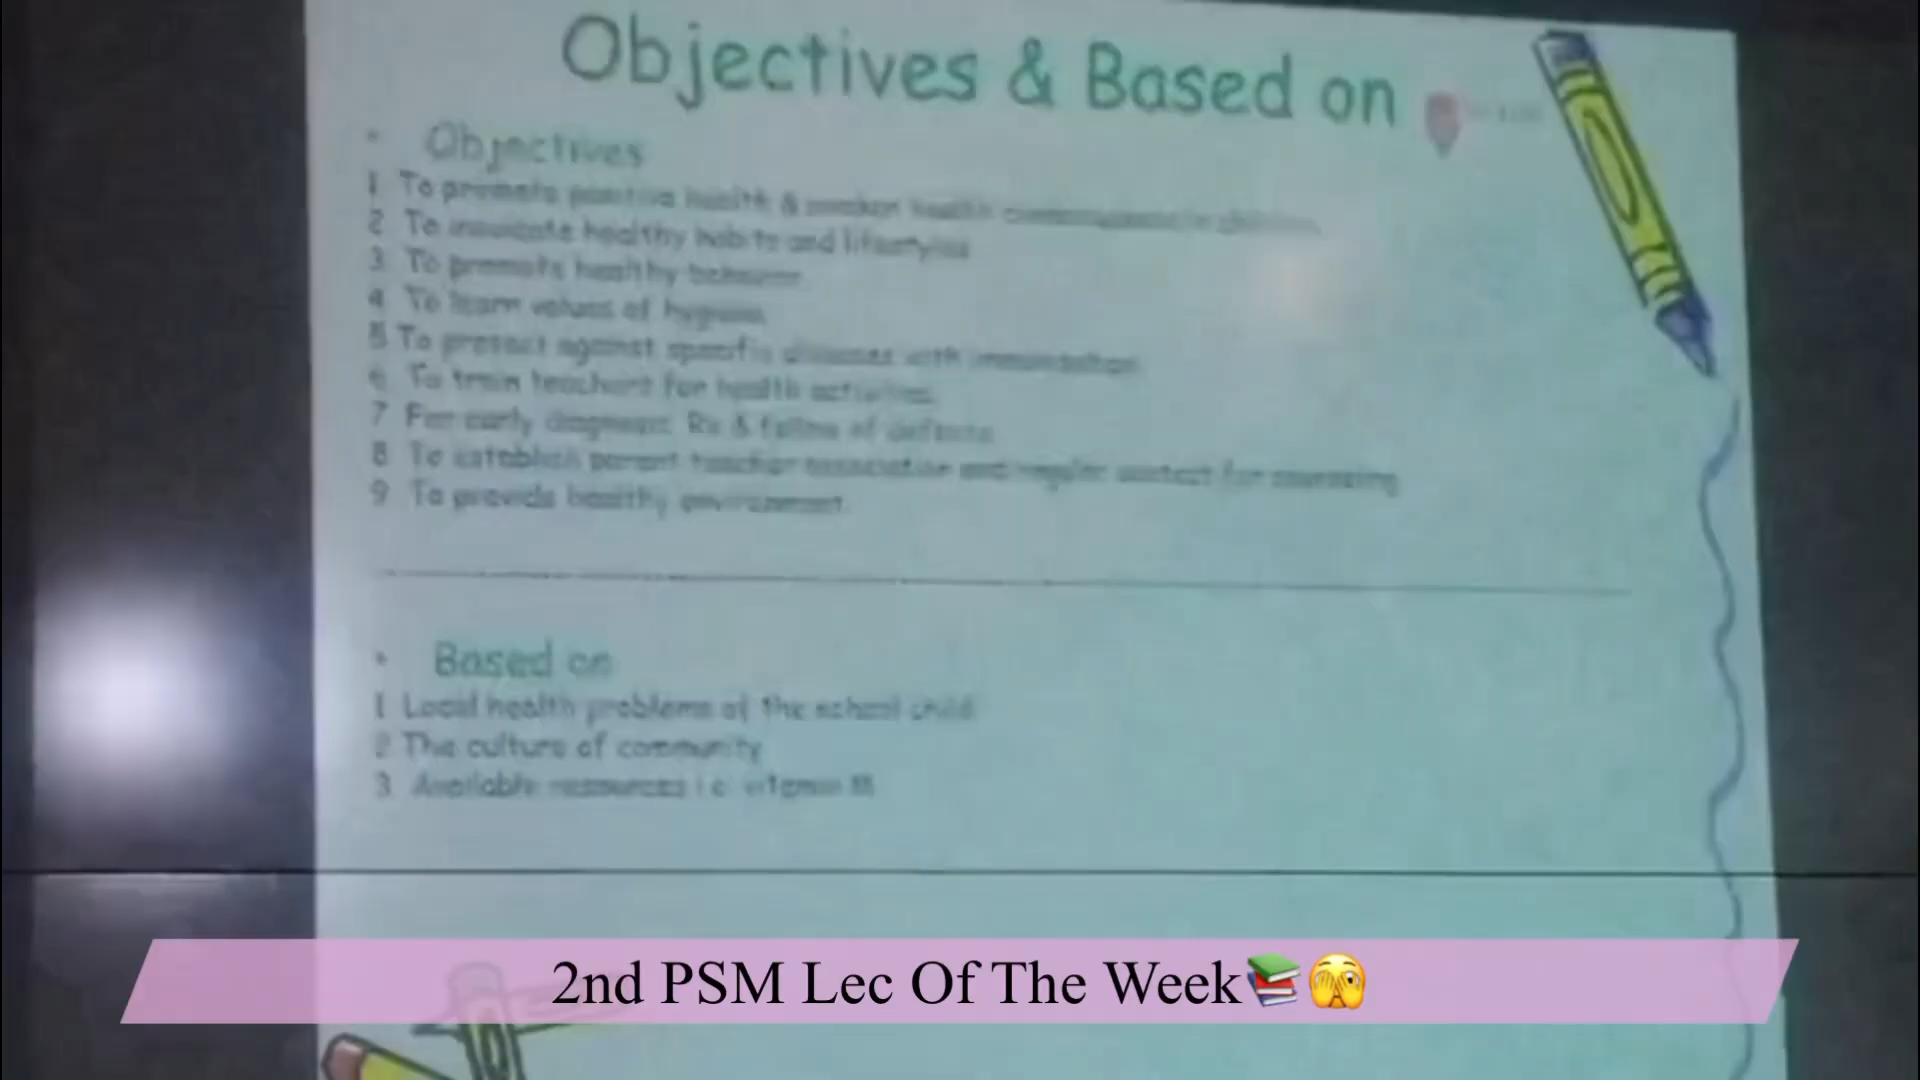 Objectives & Based on
• Objectives
1 To promote positive health & awaken health consciousness in children
2 To inculcate healthy habits and lifestyles
3 To promote healthy behaviour
4 To learn values of hygiene
5 To protect against specific diseases with immunisation
6 To train teachers for health activities
7 For early diagnosis Rx & follow of defects
8 To establish parent teacher association and regular contact for counseling
9 To provide healthy environment
• Based on
1 Local health problems of the school child
2 The culture of community
3 Available resources i.e. vitamin M
2nd PSM Lec Of The Week📚🫣